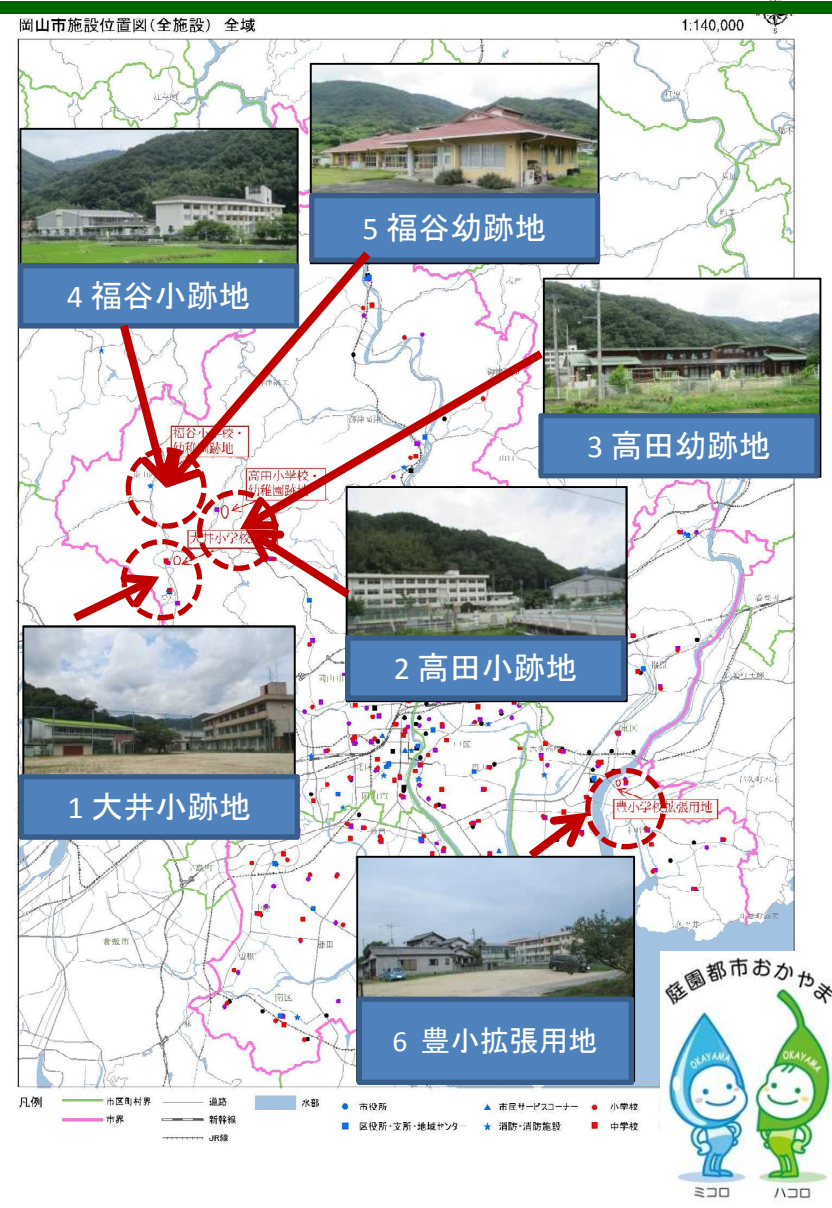 岡山市施設位置図(全施設) 全域
1:140,000
5 福谷幼跡地
4 福谷小跡地
3 高田幼跡地
福谷小学校・
幼稚園跡地
高田小学校・
幼稚園跡地
大井小学校
2 高田小跡地
1 大井小跡地
豊小学校拡張用地
倉敷市
南区
6 豊小拡張用地
庭園都市おかやま
OKAYAMA
OKAYAMA
ミコロ
ハコロ
凡例
市区町村界
道路
水部
市役所
市民サービスコーナー
小学校
市界
新幹線
区役所・支所・地域センター
消防・消防施設
中学校
JR線